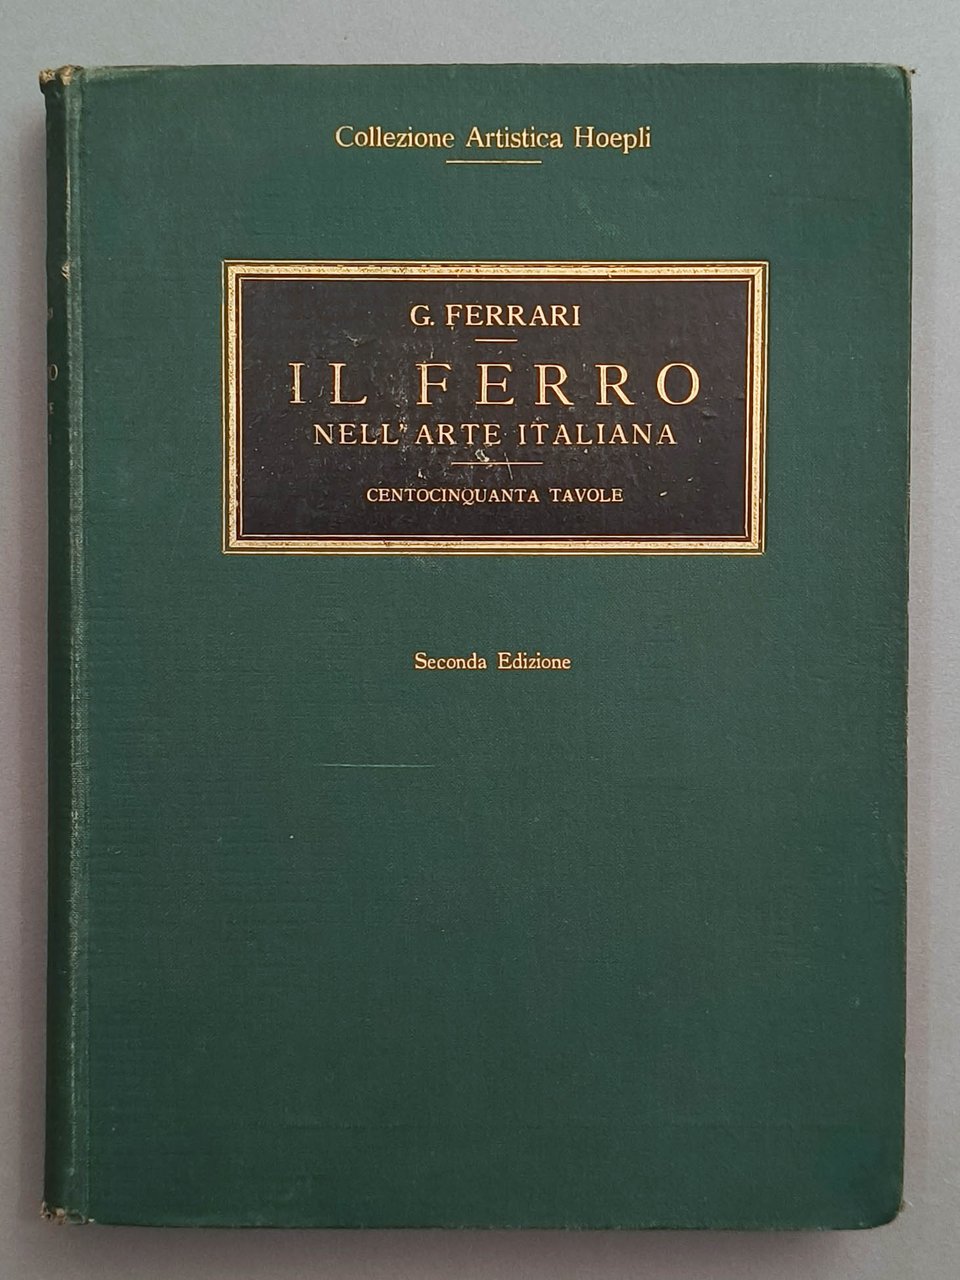 Collezione Artistica Hoepli
G. FERRARI
IL FERRO
NELL'ARTE ITALIANA
CENTOCINQUANTA TAVOLE
Seconda Edizione